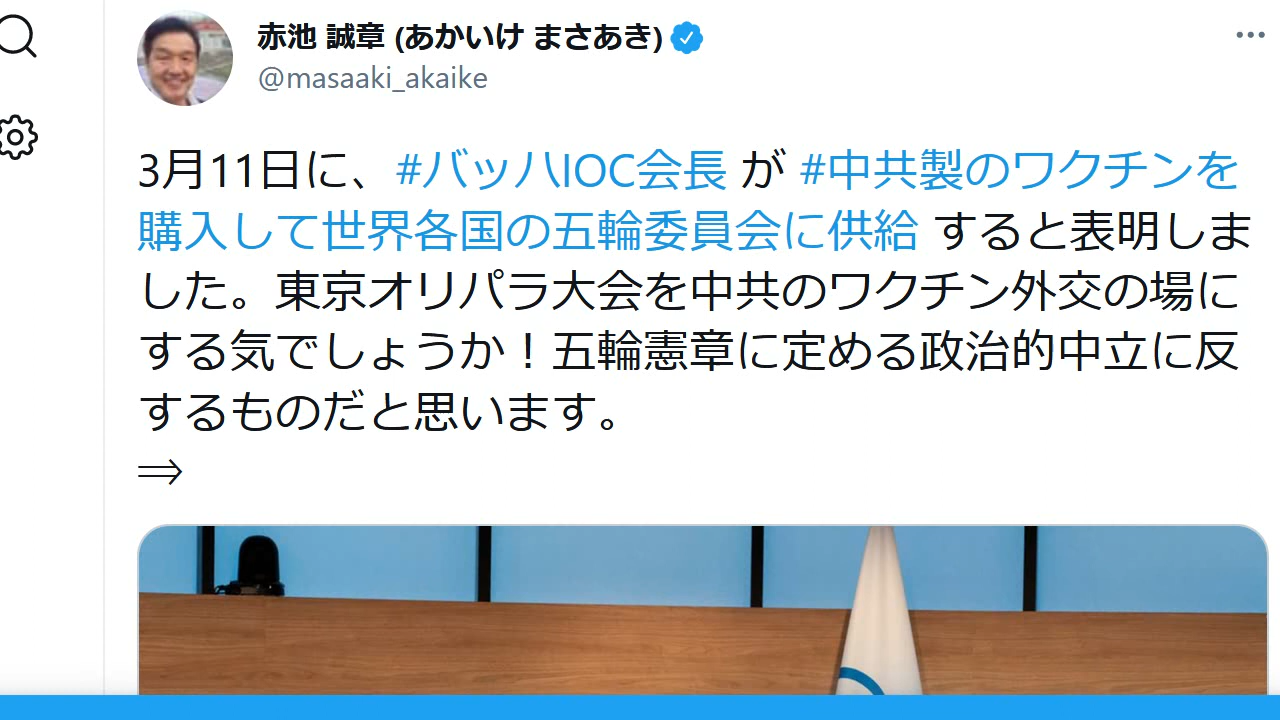 赤池 誠章 (あかいけ まさあき)
@masaaki_akaike
3月11日に、#バッハIOC会長 が #中共製のワクチンを
購入して世界各国の五輪委員会に供給 すると表明しま
した。東京オリパラ大会を中共のワクチン外交の場に
する気でしょうか！五輪憲章に定める政治的中立に反
するものだと思います。
⇒